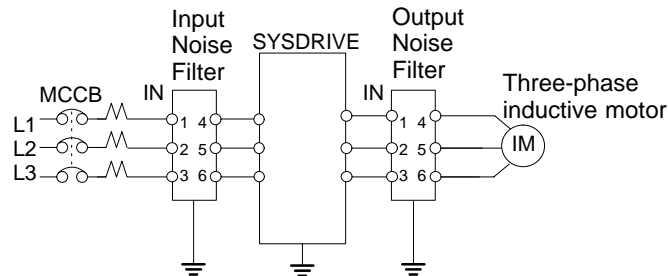 Input
Noise
Filter
SYSDRIVE
Output
Noise
Filter
Three-phase
inductive motor
MCCB
IN
IN
L1
1 4
1 4
L2
2 5
2 5
IM
L3
3 6
3 6